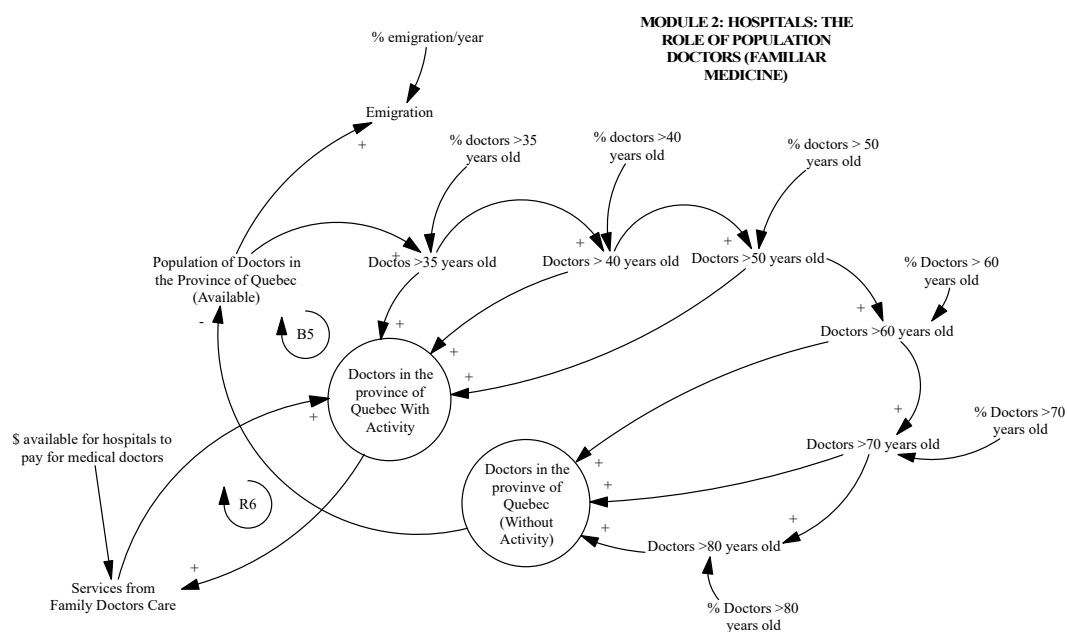 MODULE 2: HOSPITALS: THE
ROLE OF POPULATION
DOCTORS (FAMILIAR
MEDICINE)
% emigration/year
Emigration
+
% doctors >35
years old
% doctors >40
years old
% doctors > 50
years old
Population of Doctors in
the Province of Quebec
(Available)
-
+
Doctos >35 years old
+
Doctors > 40 years old
+
Doctors >50 years old
% Doctors > 60
years old
+
Doctors >60 years old
B5
+
+
+
Doctors in the
province of
Quebec With
Activity
+
$ available for hospitals to
pay for medical doctors
R6
+
Doctors >70 years old
% Doctors >70
years old
Doctors in the
provinve of
Quebec
(Without
Activity)
+
+
+
+
Doctors >80 years old
% Doctors >80
years old
+
Services from
Family Doctors Care